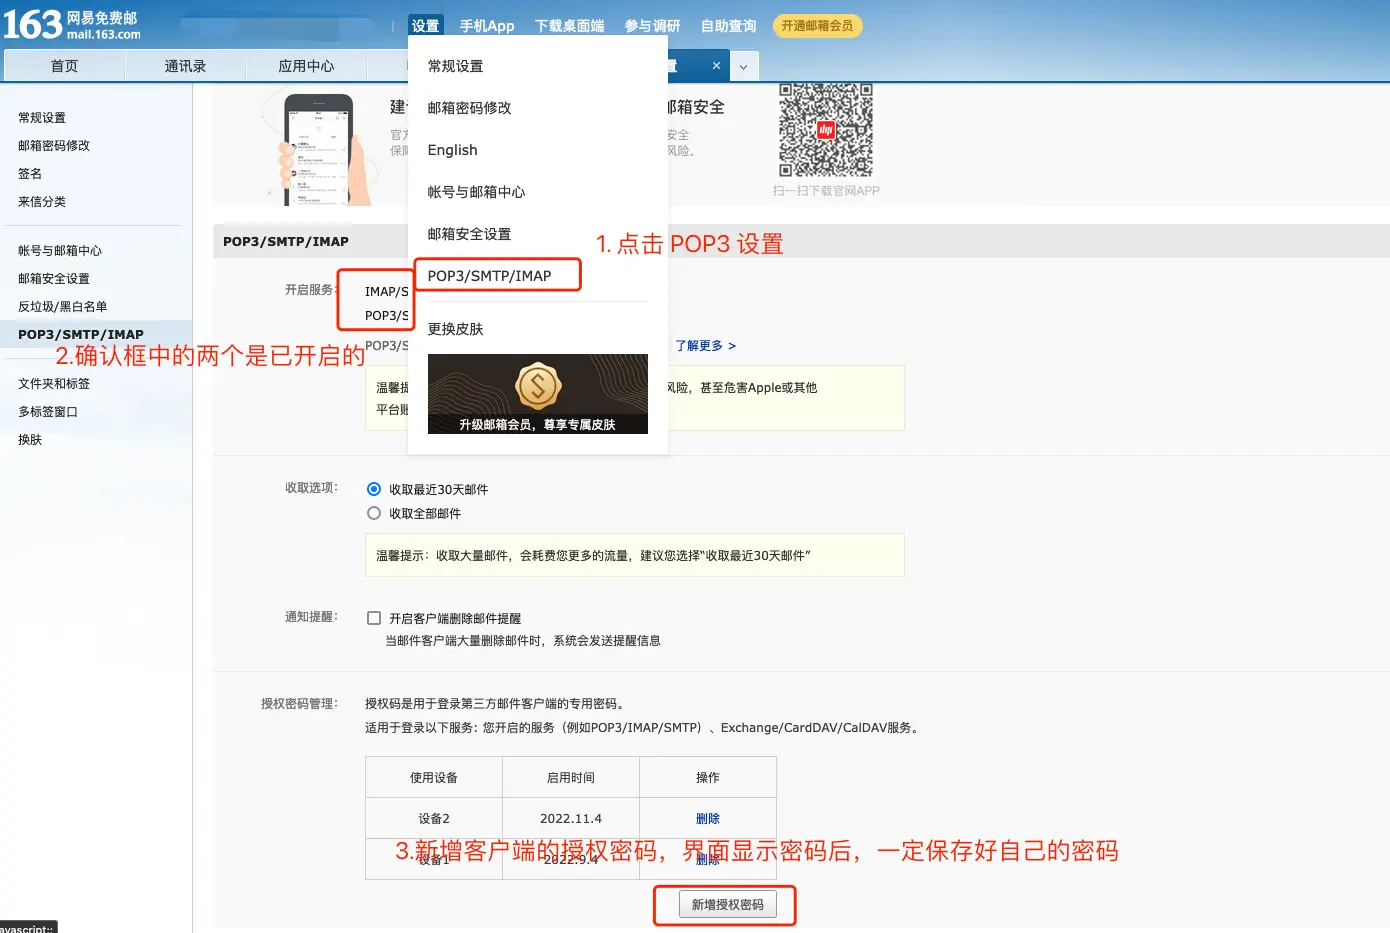 163 网易免费邮
mail.163.com
设置 手机App 下载桌面端 参与调研 自助查询 开通邮箱会员
首页 通讯录 应用中心 置 ×
常规设置
邮箱密码修改
签名
来信分类
帐号与邮箱中心
邮箱安全设置
反垃圾/黑白名单
POP3/SMTP/IMAP
文件夹和标签
多标签窗口
换肤
常规设置
邮箱密码修改
English
帐号与邮箱中心
邮箱安全设置
POP3/SMTP/IMAP
更换皮肤
升级邮箱会员，尊享专属皮肤
建
官方
保障
邮箱安全
安全
风险。
扫一扫下载官网APP
1. 点击 POP3 设置
POP3/SMTP/IMAP
开启服务：
IMAP/S
POP3/S
POP3/S
了解更多 >
2.确认框中的两个是已开启的
温馨提 风险，甚至危害Apple或其他
平台账
收取选项：
收取最近30天邮件
收取全部邮件
温馨提示：收取大量邮件，会耗费您更多的流量，建议您选择“收取最近30天邮件”
通知提醒：
开启客户端删除邮件提醒
当邮件客户端大量删除邮件时，系统会发送提醒信息
授权密码管理：
授权码是用于登录第三方邮件客户端的专用密码。
适用于登录以下服务：您开启的服务（例如POP3/IMAP/SMTP）、Exchange/CardDAV/CalDAV服务。
使用设备 启用时间 操作
设备2 2022.11.4 删除
设备1 2022.9.4 删除
3.新增客户端的授权密码，界面显示密码后，一定保存好自己的密码
新增授权密码
avascript:;